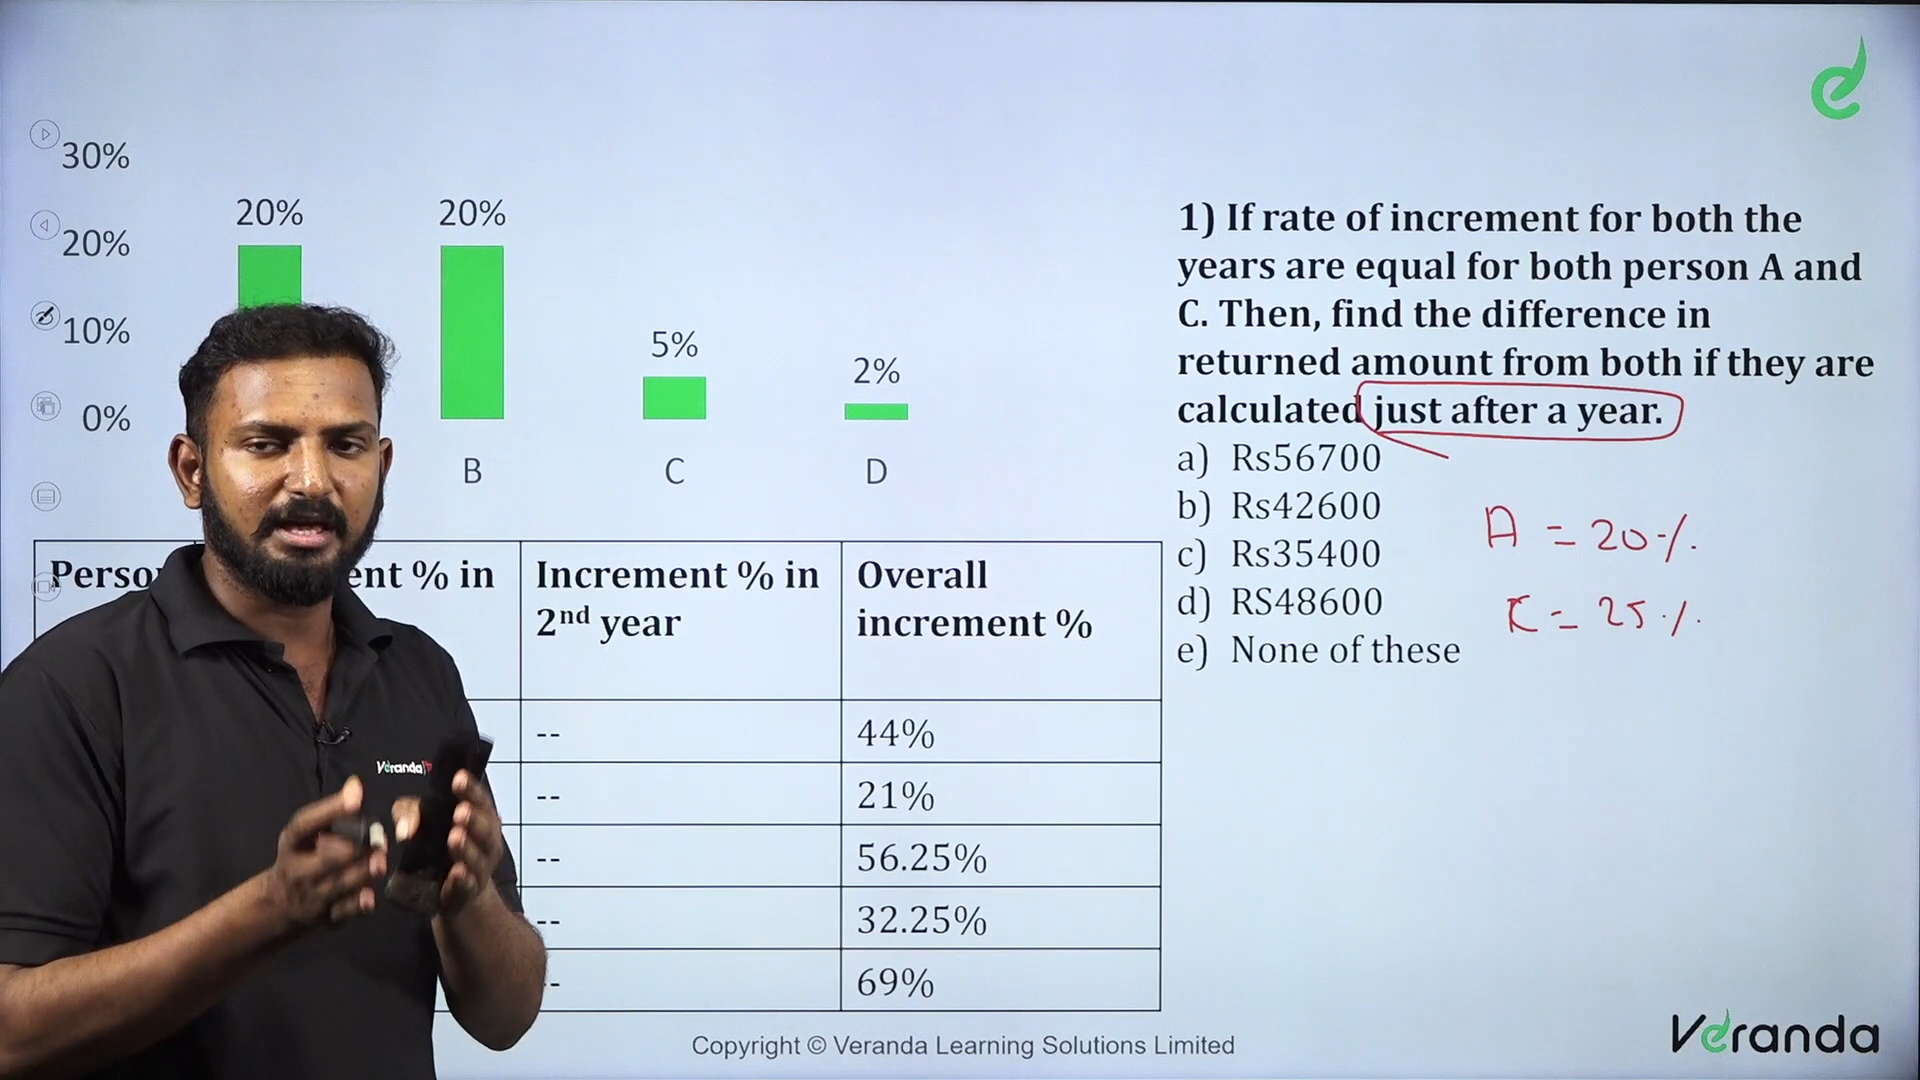 30%
20%
10%
0%
20%
20%
5%
2%
B
C
D
1) If rate of increment for both the
years are equal for both person A and
C. Then, find the difference in
returned amount from both if they are
calculated just after a year.
a) Rs56700
b) Rs42600
c) Rs35400
d) RS48600
e) None of these
A = 20%
C = 25%
% in
Increment % in
2nd year
Overall
increment %
-- 44%
-- 21%
-- 56.25%
-- 32.25%
-- 69%
Veranda
Copyright © Veranda Learning Solutions Limited
Veranda